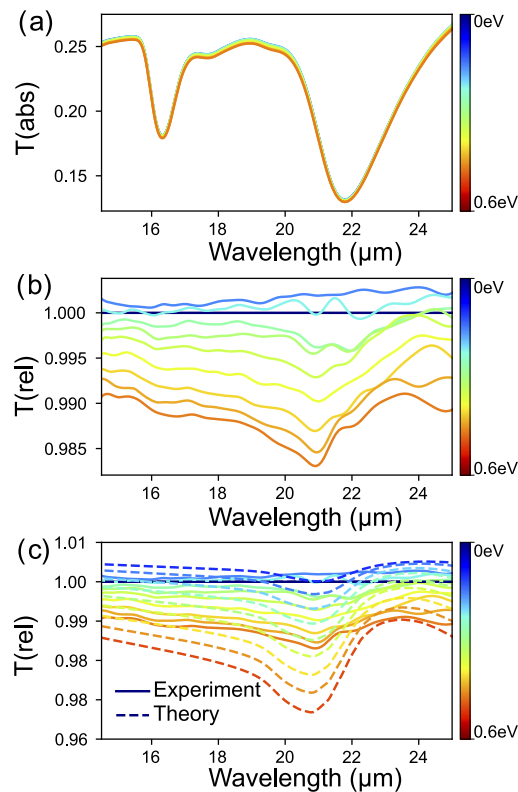 (a)
T(abs)
0.25
0.20
0.15
16 18 20 22 24
Wavelength (μm)
0eV
0.6eV
(b)
T(rel)
1.000
0.995
0.990
0.985
16 18 20 22 24
Wavelength (μm)
0eV
0.6eV
(c)
T(rel)
1.01
1.00
0.99
0.98
0.96
Experiment
Theory
16 18 20 22 24
Wavelength (μm)
0eV
0.6eV